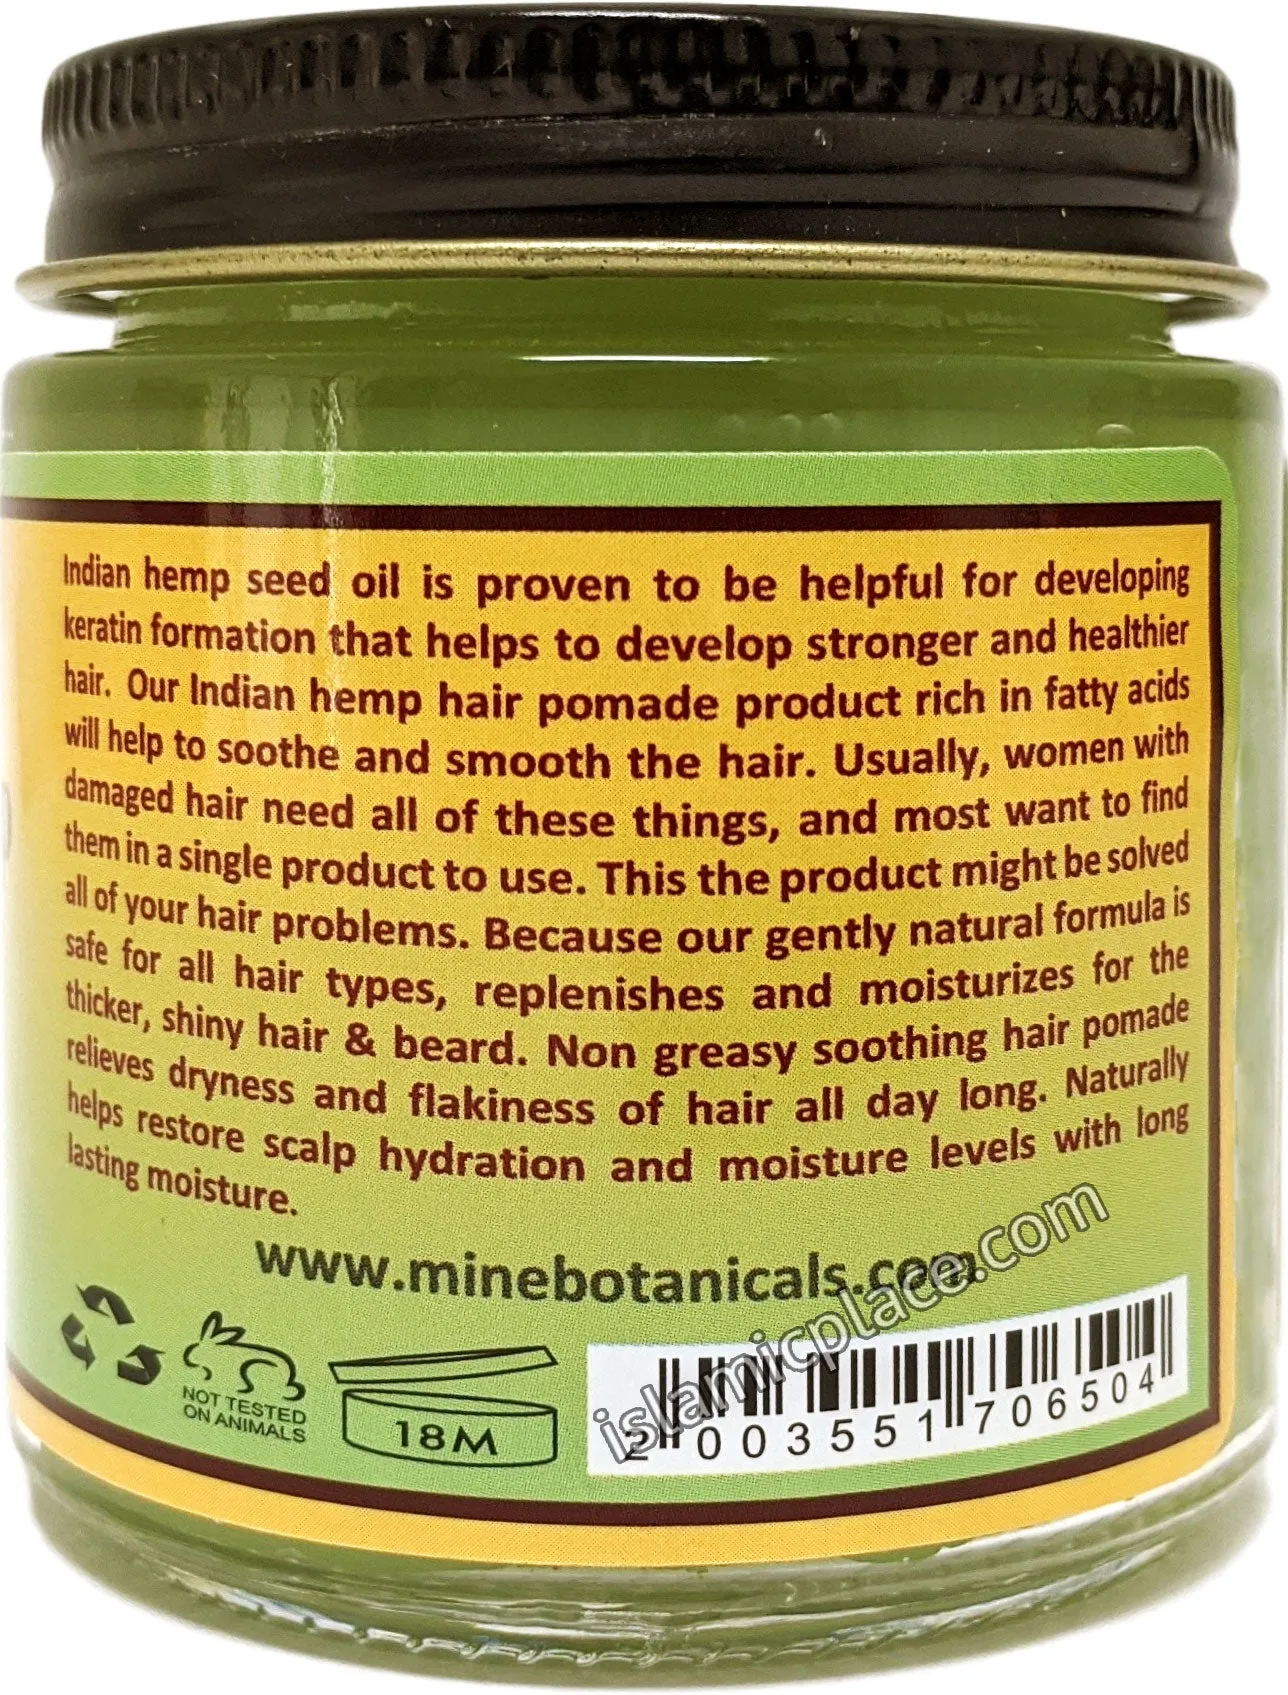 Indian hemp seed oil is proven to be helpful for developing
keratin formation that helps to develop stronger and healthier
hair. Our Indian hemp hair pomade product rich in fatty acids
will help to soothe and smooth the hair. Usually, women with
damaged hair need all of these things, and most want to find
them in a single product to use. This the product might be solved
all of your hair problems. Because our gently natural formula is
safe for all hair types, replenishes and moisturizes for the
thicker, shiny hair & beard. Non greasy soothing hair pomade
relieves dryness and flakiness of hair all day long. Naturally
helps restore scalp hydration and moisture levels with long
lasting moisture.
www.minebotanicals.com
islamicplace.com
NOT TESTED
ON ANIMALS
18M
2 003551 706504